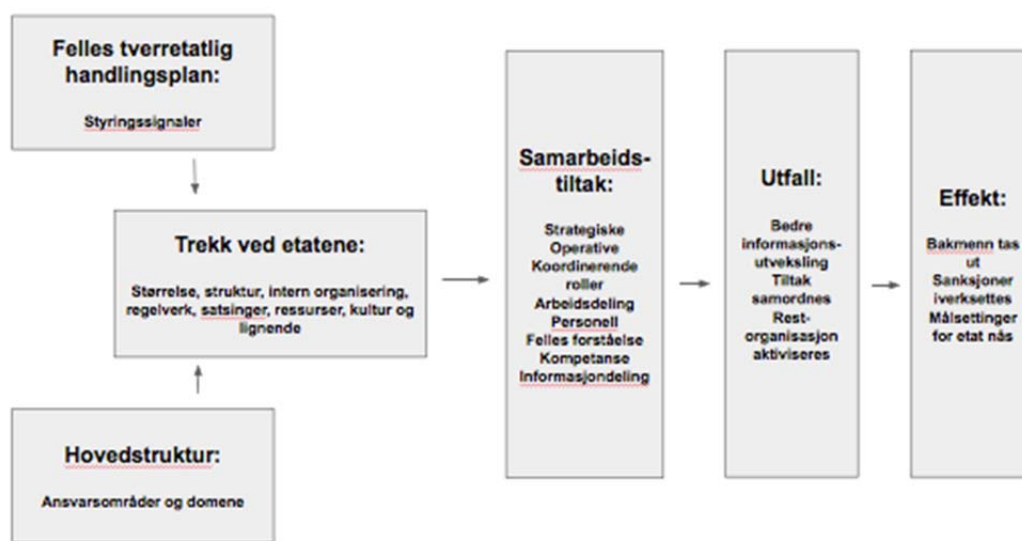 Felles tverretatlig
handlingsplan:
Styringssignaler
Trekk ved etatene:
Størrelse, struktur, intern organisering,
regelverk, satsinger, ressurser, kultur og
lignende
Hovedstruktur:
Ansvarsområder og domene
Samarbeids-
tiltak:
Strategiske
Operative
Koordinerende
roller
Arbeidsdeling
Personell
Felles forståelse
Kompetanse
Informasjondeling
Utfall:
Bedre
informasjons-
utveksling
Tiltak
samordnes
Rest-
organisasjon
aktiviseres
Effekt:
Bakmenn tas
ut
Sanksjoner
iverksettes
Målsettinger
for etat nås